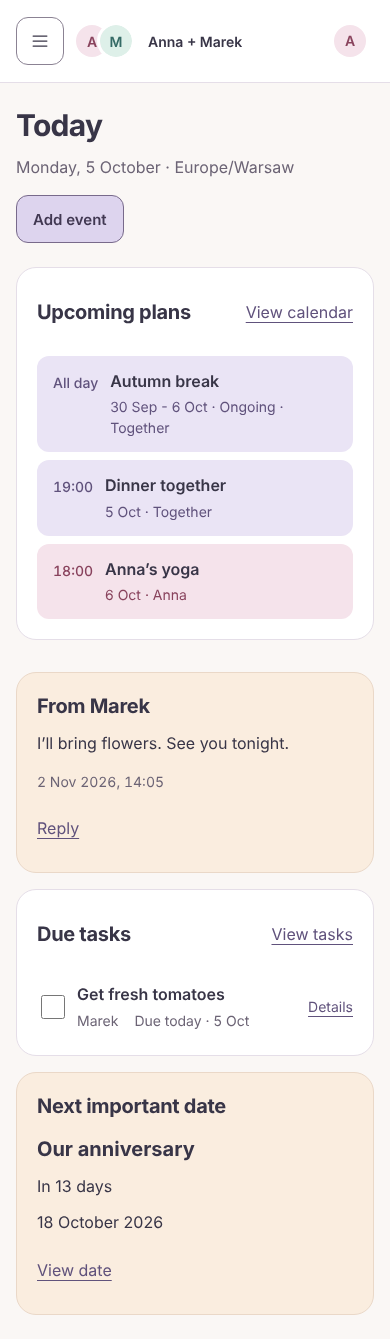 A M Anna + Marek A
Today
Monday, 5 October · Europe/Warsaw
Add event
Upcoming plans View calendar
All day Autumn break
30 Sep - 6 Oct · Ongoing ·
Together
19:00 Dinner together
5 Oct · Together
18:00 Anna's yoga
6 Oct · Anna
From Marek
I'll bring flowers. See you tonight.
2 Nov 2026, 14:05
Reply
Due tasks View tasks
Get fresh tomatoes
Marek Due today · 5 Oct Details
Next important date
Our anniversary
In 13 days
18 October 2026
View date